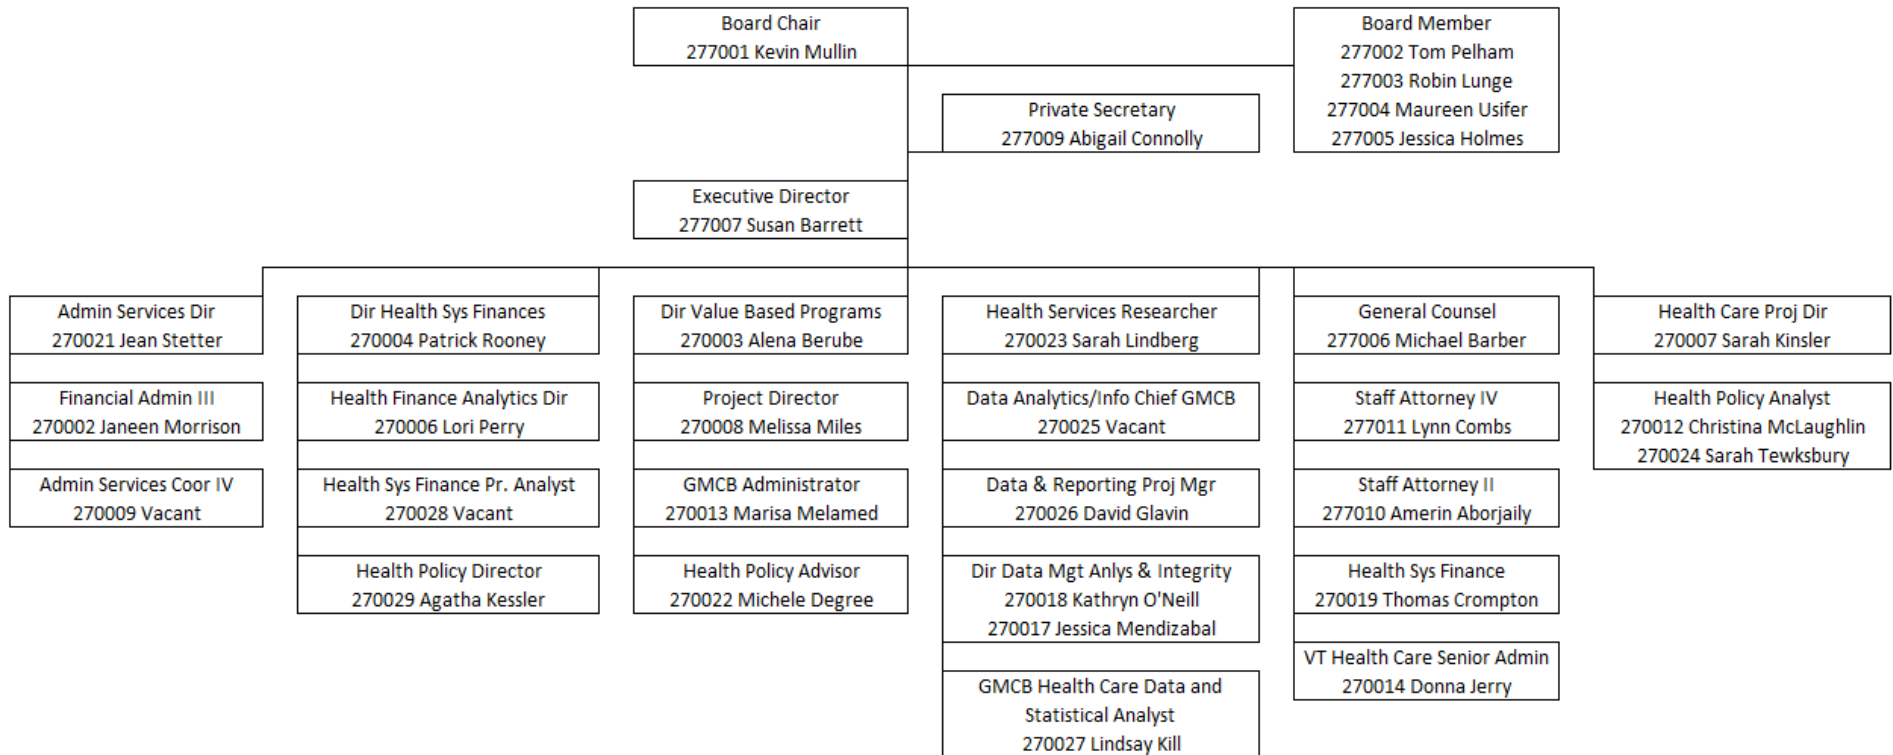 Board Chair
277001 Kevin Mullin
Board Member
277002 Tom Pelham
277003 Robin Lunge
277004 Maureen Usifer
277005 Jessica Holmes
Private Secretary
277009 Abigail Connolly
Executive Director
277007 Susan Barrett
Admin Services Dir
270021 Jean Stetter
Financial Admin III
270002 Janeen Morrison
Admin Services Coor IV
270009 Vacant
Dir Health Sys Finances
270004 Patrick Rooney
Health Finance Analytics Dir
270006 Lori Perry
Health Sys Finance Pr. Analyst
270028 Vacant
Health Policy Director
270029 Agatha Kessler
Dir Value Based Programs
270003 Alena Berube
Project Director
270008 Melissa Miles
GMCB Administrator
270013 Marisa Melamed
Health Policy Advisor
270022 Michele Degree
Health Services Researcher
270023 Sarah Lindberg
Data Analytics/Info Chief GMCB
270025 Vacant
Data & Reporting Proj Mgr
270026 David Glavin
Dir Data Mgt Anlys & Integrity
270018 Kathryn O'Neill
270017 Jessica Mendizabal
GMCB Health Care Data and
Statistical Analyst
270027 Lindsay Kill
General Counsel
277006 Michael Barber
Staff Attorney IV
277011 Lynn Combs
Staff Attorney II
277010 Amerin Aborjaily
Health Sys Finance
270019 Thomas Crompton
VT Health Care Senior Admin
270014 Donna Jerry
Health Care Proj Dir
270007 Sarah Kinsler
Health Policy Analyst
270012 Christina McLaughlin
270024 Sarah Tewksbury